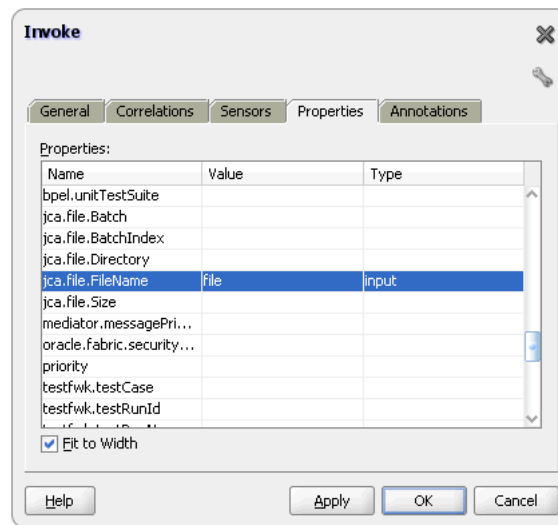 Invoke
General Correlations Sensors Properties Annotations
Properties:
Name Value Type
bpel.unitTestSuite
jca.file.Batch
jca.file.BatchIndex
jca.file.Directory
jca.file.FileName file input
jca.file.Size
mediator.messagePri...
oracle.fabric.security...
priority
testfwk.testCase
testfwk.testRunId
Fit to Width
Help Apply OK Cancel